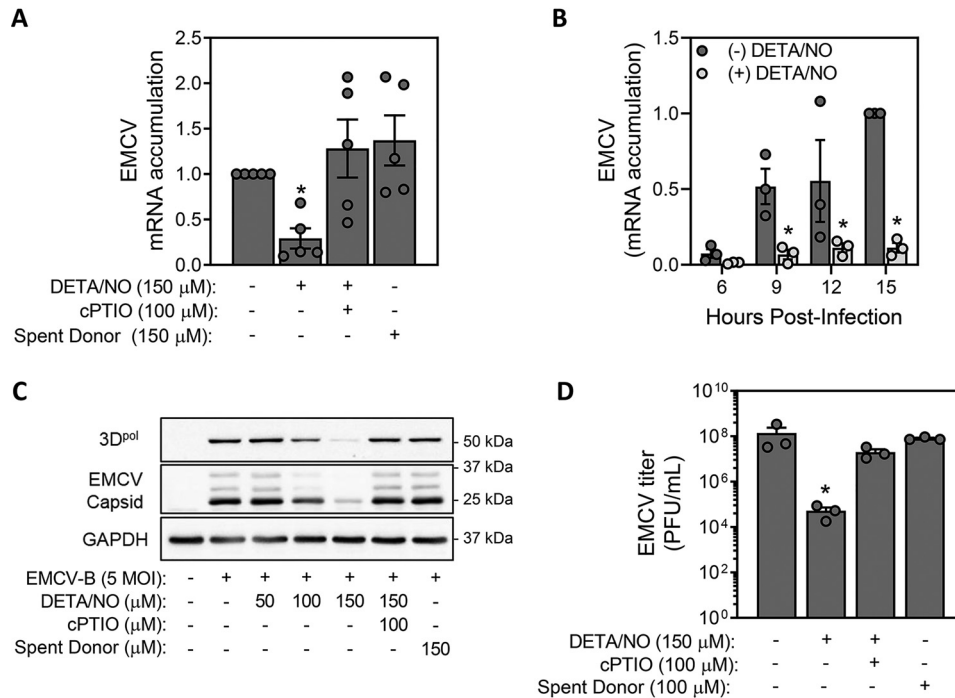 A
EMCV
mRNA accumulation
2.5
2.0
1.5
1.0
0.5
0.0
*
DETA/NO (150 μM): - + + -
cPTIO (100 μM): - - + -
Spent Donor (150 μM): - - - +
B
EMCV
(mRNA accumulation)
1.5
1.0
0.5
0.0
(-) DETA/NO
(+) DETA/NO
* * *
6 9 12 15
Hours Post-Infection
C
3Dpol
- 50 kDa
EMCV
Capsid
- 37 kDa
- 25 kDa
GAPDH
- 37 kDa
EMCV-B (5 MOI): - + + + + + +
DETA/NO (μM): - - 50 100 150 150 -
cPTIO (μM): - - - - - 100 -
Spent Donor (μM): - - - - - - 150
D
EMCV titer
(PFU/mL)
10^10
10^8
10^6
10^4
10^2
10^0
*
DETA/NO (150 μM): - + + -
cPTIO (100 μM): - - + -
Spent Donor (100 μM): - - - +